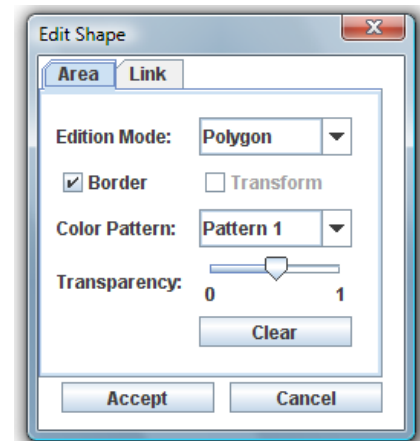 Edit Shape
Area Link
Edition Mode: Polygon
Border Transform
Color Pattern: Pattern 1
Transparency:
0 1
Clear
Accept Cancel